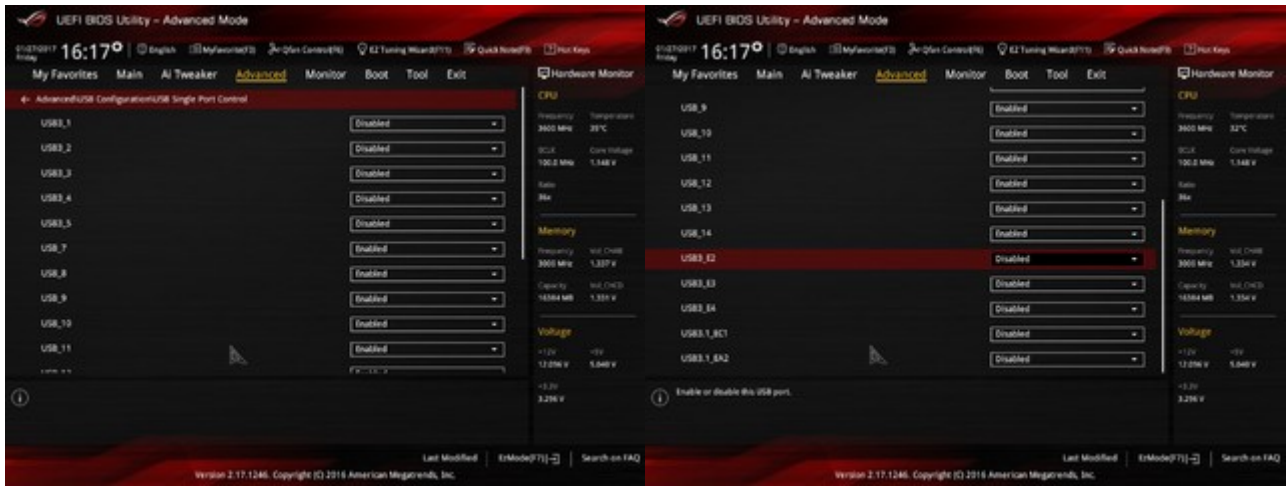 UEFI BIOS Utility – Advanced Mode
Friday 16:17 English MyFavorite(F3) Qfan Control(F6) EZ Tuning Wizard(F11) Quick Note(F9) Hot Keys
My Favorites Main Ai Tweaker Advanced Monitor Boot Tool Exit Hardware Monitor
Advanced\USB Configuration\USB Single Port Control
USB3_1 Disabled
USB3_2 Disabled
USB3_3 Disabled
USB3_4 Disabled
USB3_5 Disabled
USB_7 Enabled
USB_8 Enabled
USB_9 Enabled
USB_10 Enabled
USB_11 Enabled
CPU
Frequency Temperature
3600 MHz 35°C
BCLK Core Voltage
100.0 MHz 1.148 V
Ratio
36x
Memory
Frequency
3000 MHz 1.337 V
Capacity
16384 MB 1.331 V
Voltage
+12V +5V
12.096 V 5.040 V
+3.3V
3.296 V
Last Modified EzMode(F7) Search on FAQ
Version 2.17.1246. Copyright (C) 2016 American Megatrends, Inc.
UEFI BIOS Utility – Advanced Mode
Friday 16:17 English MyFavorite(F3) Qfan Control(F6) EZ Tuning Wizard(F11) Quick Note(F9) Hot Keys
My Favorites Main Ai Tweaker Advanced Monitor Boot Tool Exit Hardware Monitor
USB_9 Enabled
USB_10 Enabled
USB_11 Enabled
USB_12 Enabled
USB_13 Enabled
USB_14 Enabled
USB3_E2 Disabled
USB3_E3 Disabled
USB3_E4 Disabled
USB3.1_EC1 Disabled
USB3.1_EA2 Disabled
Enable or disable this USB port.
CPU
Frequency Temperature
3600 MHz 32°C
BCLK Core Voltage
100.0 MHz 1.148 V
Ratio
36x
Memory
Frequency
3000 MHz 1.334 V
Capacity
16384 MB 1.334 V
Voltage
+12V +5V
12.096 V 5.040 V
+3.3V
3.296 V
Last Modified EzMode(F7) Search on FAQ
Version 2.17.1246. Copyright (C) 2016 American Megatrends, Inc.